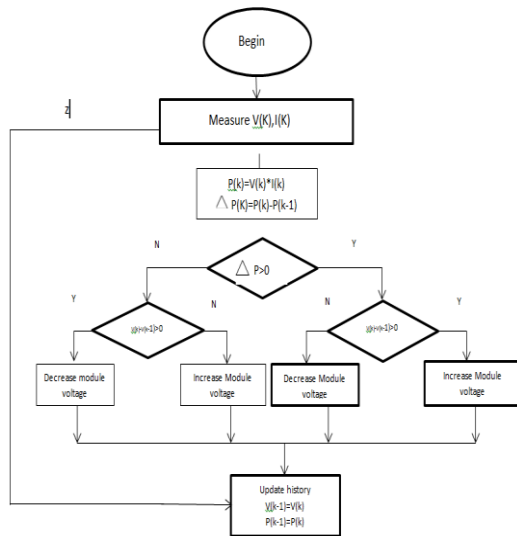 Begin
z
Measure V(K),I(K)
P(k)=V(k)*I(k)
△ P(K)=P(k)-P(k-1)
N
Y
△ P>0
Y
N
N
Y
Decrease module
voltage
Increase Module
voltage
Decrease Module
voltage
Increase Module
voltage
Update history
V(k-1)=V(k)
P(k-1)=P(k)